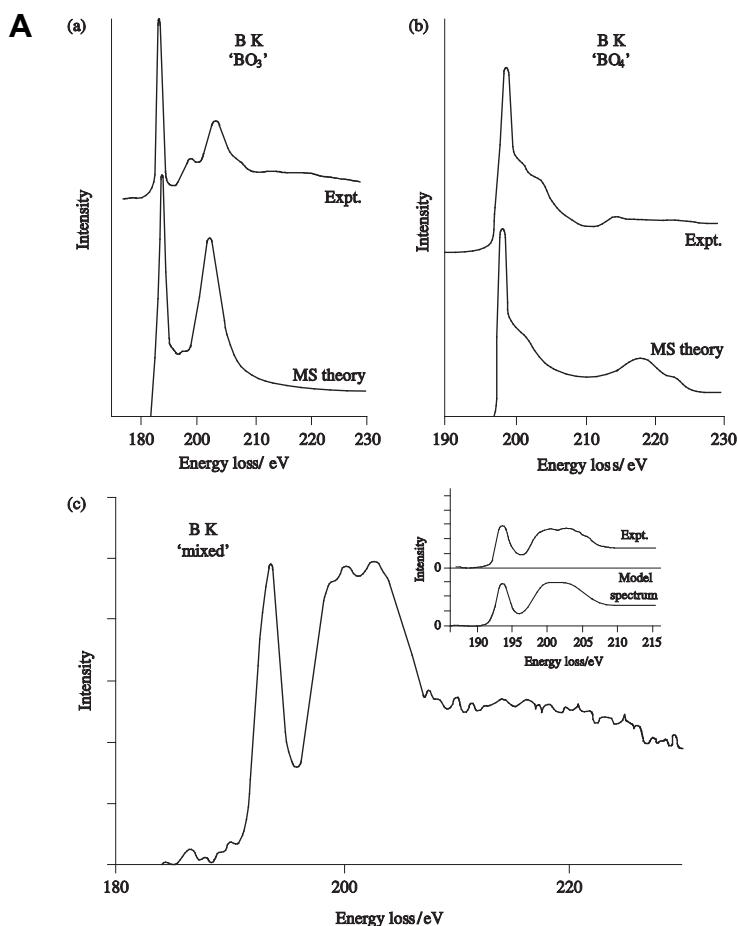 A
(a)
B K
‘BO₃’
Intensity
Expt.
MS theory
180 190 200 210 220 230
Energy loss/ eV
(b)
B K
‘BO₄’
Intensity
Expt.
MS theory
190 200 210 220 230
Energy loss/ eV
(c)
B K
‘mixed’
Intensity
180 200 220
Energy loss/eV
Intensity
Expt.
0
Model
spectrum
0
190 195 200 205 210 215
Energy loss/eV